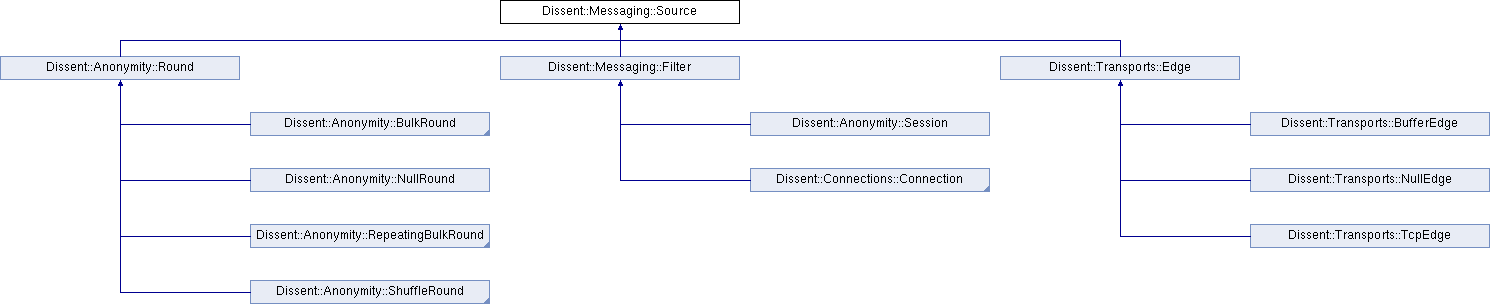 Dissent::Messaging::Source
Dissent::Anonymity::Round
Dissent::Messaging::Filter
Dissent::Transports::Edge
Dissent::Anonymity::BulkRound
Dissent::Anonymity::Session
Dissent::Transports::BufferEdge
Dissent::Anonymity::NullRound
Dissent::Connections::Connection
Dissent::Transports::NullEdge
Dissent::Anonymity::RepeatingBulkRound
Dissent::Transports::TcpEdge
Dissent::Anonymity::ShuffleRound